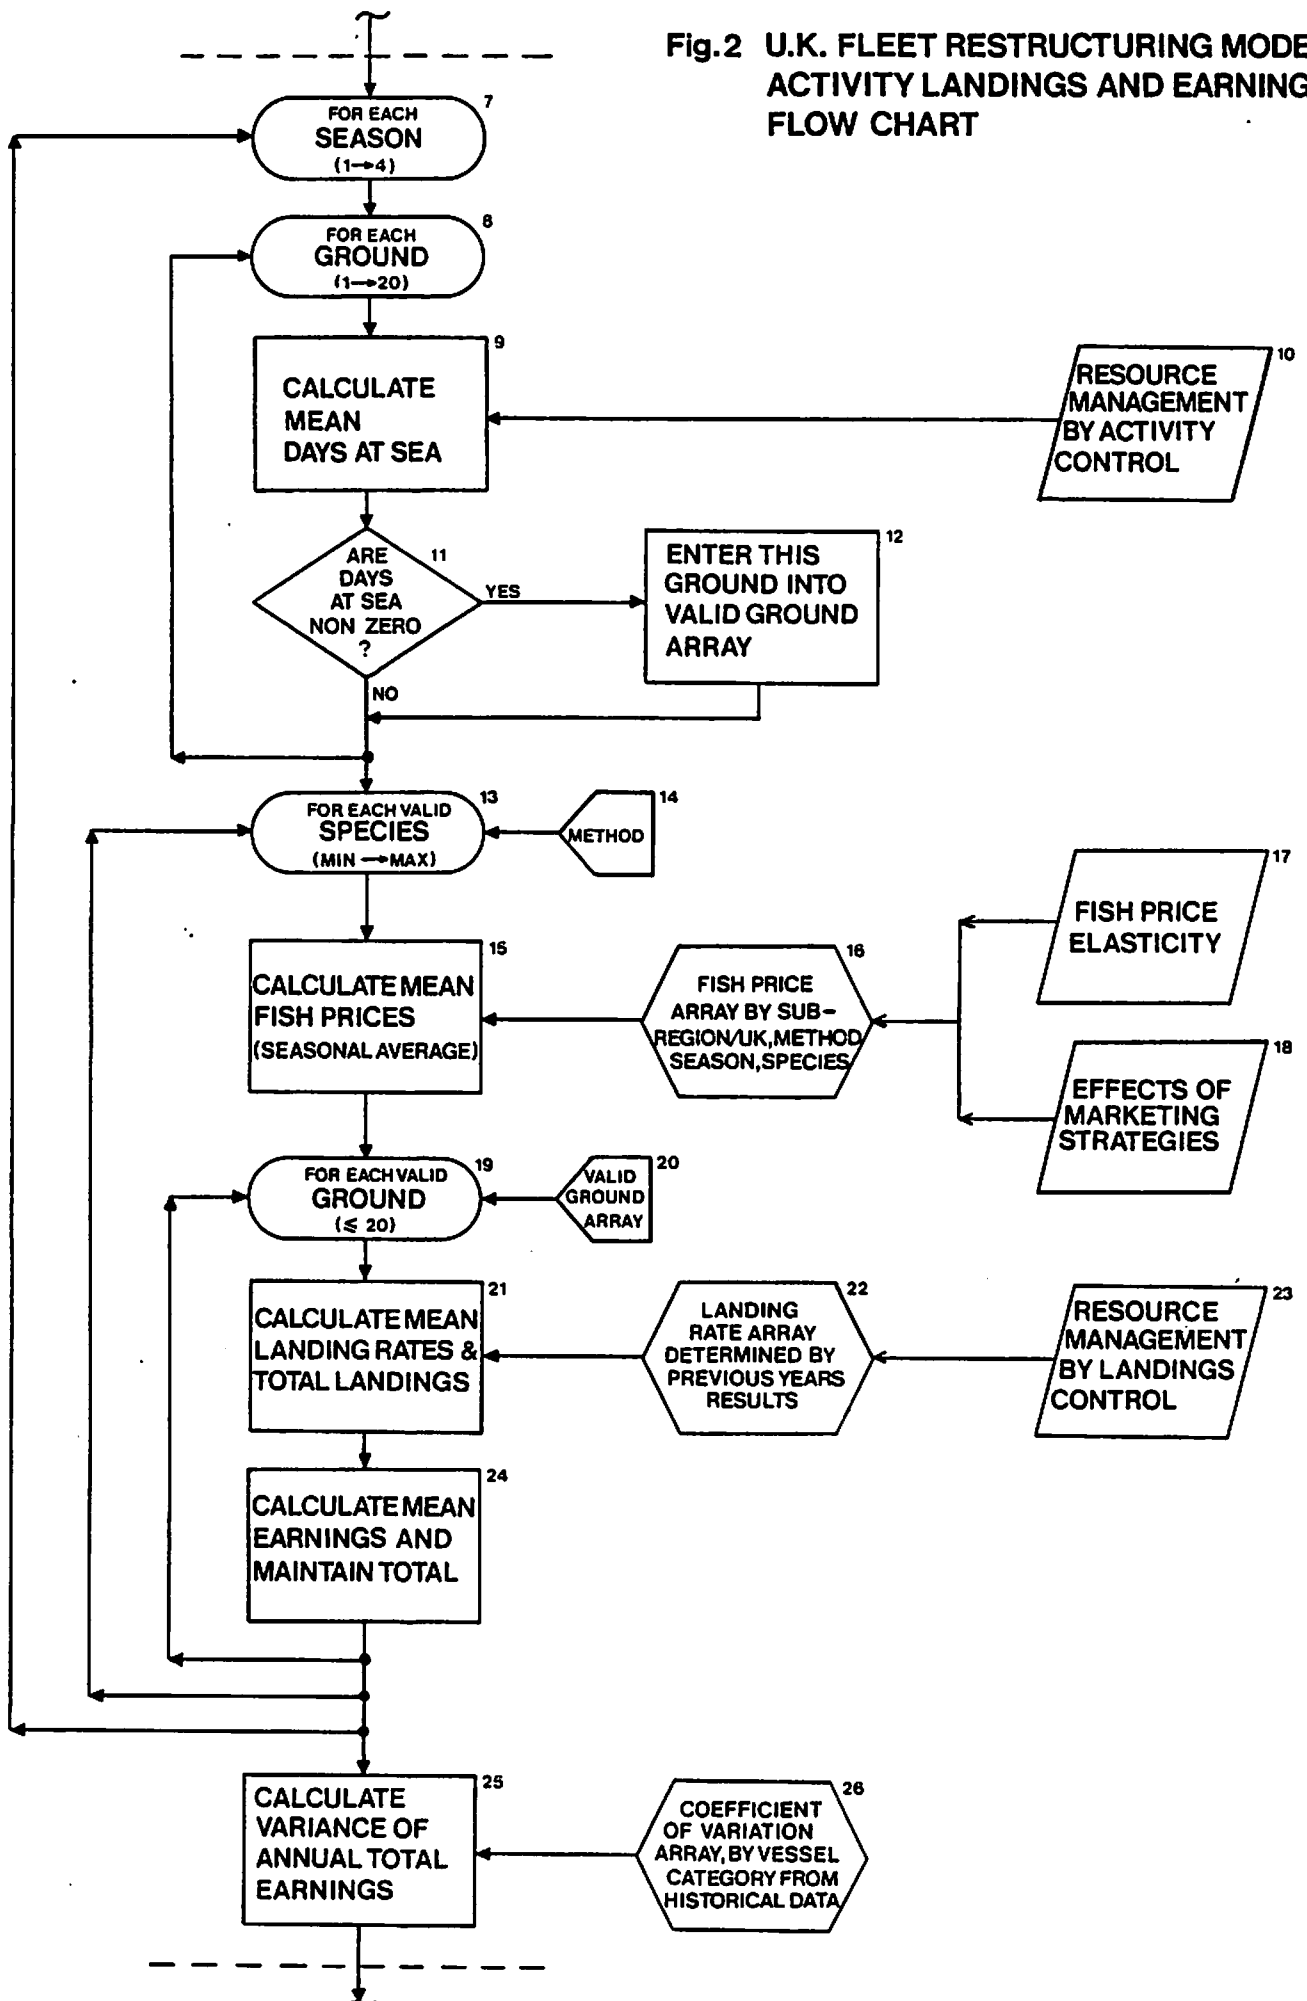 Fig.2 U.K. FLEET RESTRUCTURING MODE
ACTIVITY LANDINGS AND EARNING
FLOW CHART
7
FOR EACH
SEASON
(1→4)
8
FOR EACH
GROUND
(1→20)
9
CALCULATE
MEAN
DAYS AT SEA
10
RESOURCE
MANAGEMENT
BY ACTIVITY
CONTROL
11
ARE
DAYS
AT SEA
NON ZERO
?
YES
NO
12
ENTER THIS
GROUND INTO
VALID GROUND
ARRAY
13
FOR EACH VALID
SPECIES
(MIN →MAX)
14
METHOD
15
CALCULATE MEAN
FISH PRICES
(SEASONAL AVERAGE)
16
FISH PRICE
ARRAY BY SUB-
REGION/UK,METHOD
SEASON,SPECIES
17
FISH PRICE
ELASTICITY
18
EFFECTS OF
MARKETING
STRATEGIES
19
FOR EACH VALID
GROUND
(≤ 20)
20
VALID
GROUND
ARRAY
21
CALCULATE MEAN
LANDING RATES &
TOTAL LANDINGS
22
LANDING
RATE ARRAY
DETERMINED BY
PREVIOUS YEARS
RESULTS
23
RESOURCE
MANAGEMENT
BY LANDINGS
CONTROL
24
CALCULATE MEAN
EARNINGS AND
MAINTAIN TOTAL
25
CALCULATE
VARIANCE OF
ANNUAL TOTAL
EARNINGS
26
COEFFICIENT
OF VARIATION
ARRAY, BY VESSEL
CATEGORY FROM
HISTORICAL DATA